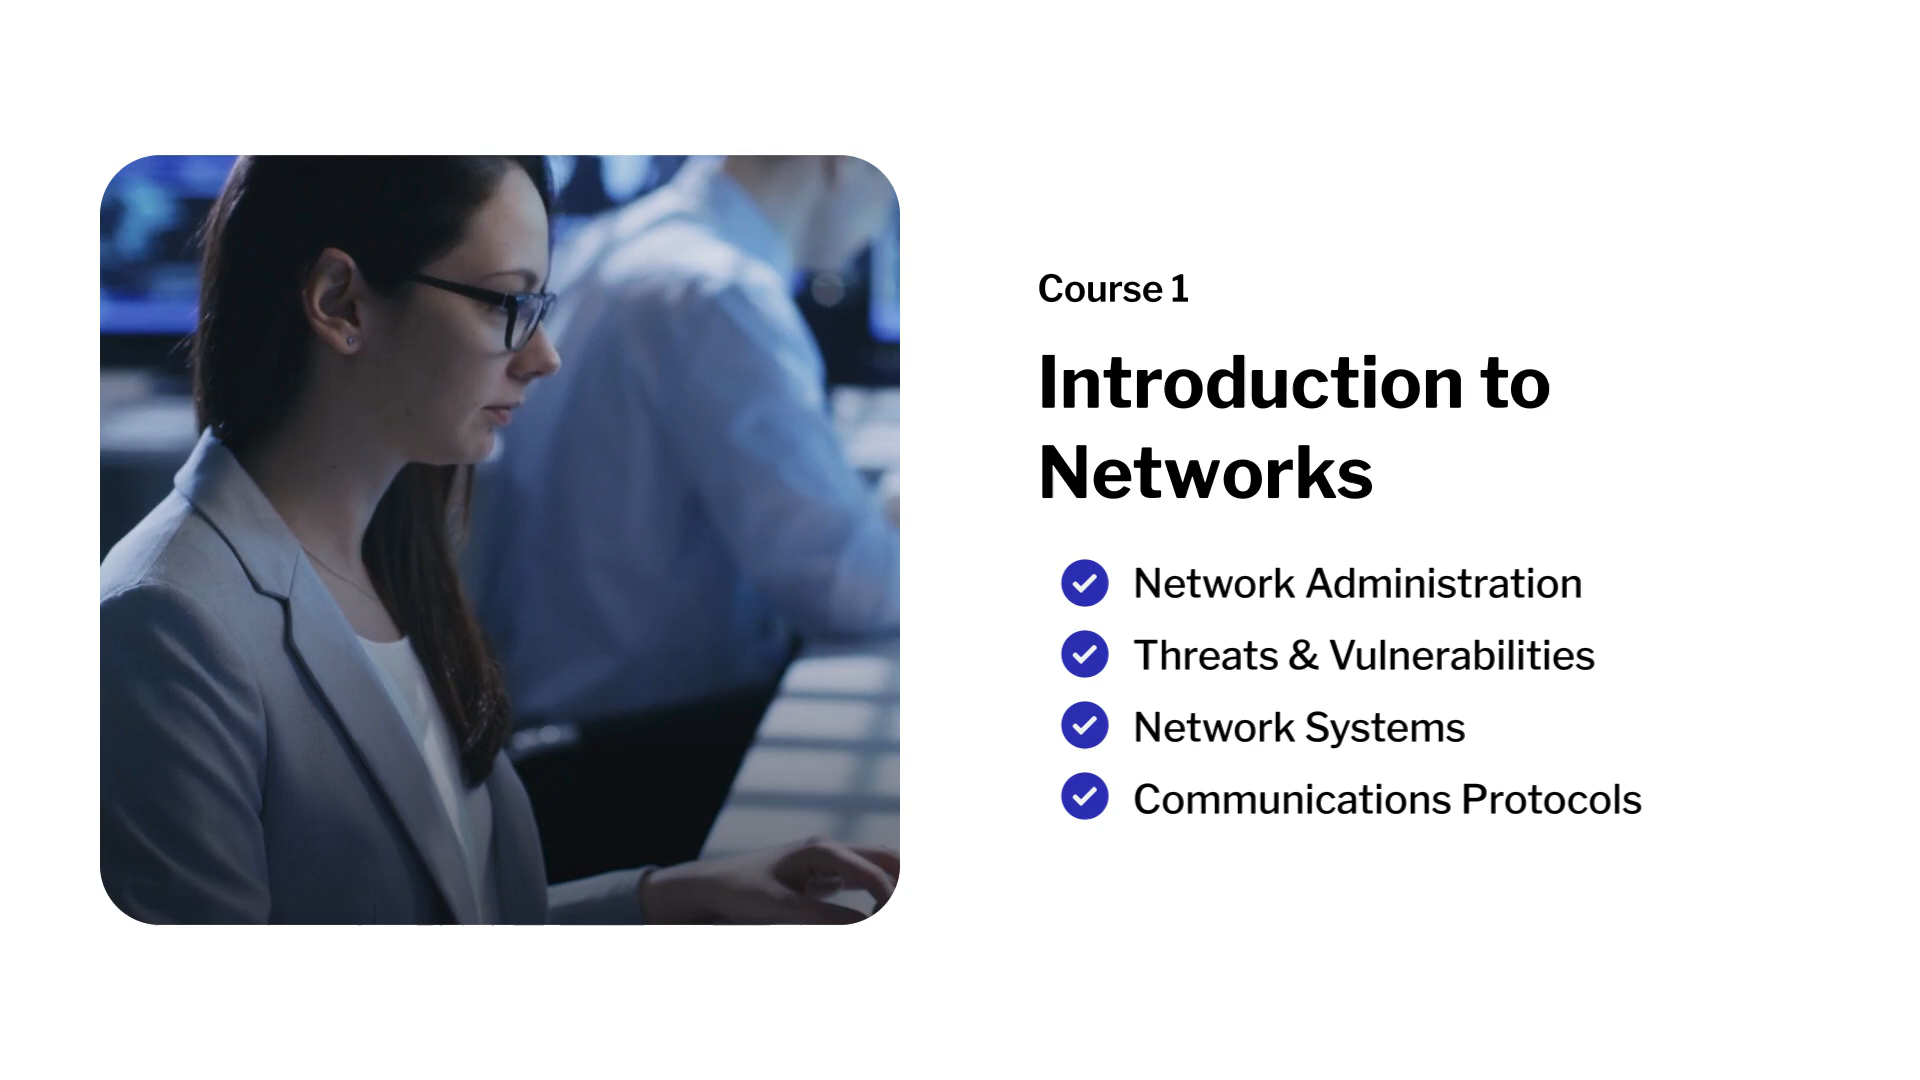 Course 1
Introduction to
Networks
Network Administration
Threats & Vulnerabilities
Network Systems
Communications Protocols